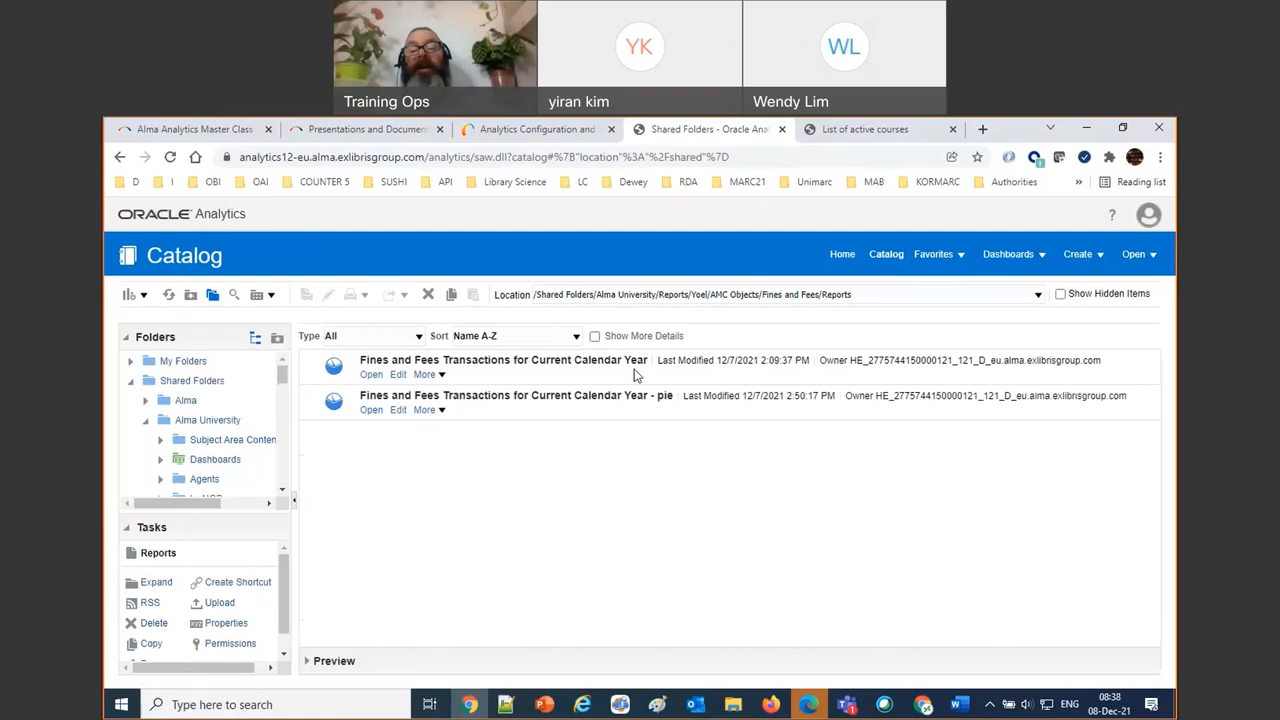 YK
WL
Training Ops
yiran kim
Wendy Lim
Alma Analytics Master Class
Presentations and Documen
Analytics Configuration and
Shared Folders - Oracle Anal
List of active courses
analytics12-eu.alma.exlibrisgroup.com/analytics/saw.dll?catalog#%7B"location"%3A"%2Fshared"%7D
D I OBI OAI COUNTER 5 SUSHI API Library Science LC Dewey RDA MARC21 Unimarc MAB KORMARC Authorities » Reading list
ORACLE Analytics
?
Catalog
Home Catalog Favorites Dashboards Create Open
Location /Shared Folders/Alma University/Reports/Yoel/AMC Objects/Fines and Fees/Reports
Show Hidden Items
Folders
My Folders
Shared Folders
Alma
Alma University
Subject Area Conten
Dashboards
Agents
Type All Sort Name A-Z Show More Details
Fines and Fees Transactions for Current Calendar Year Last Modified 12/7/2021 2:09:37 PM Owner HE_2775744150000121_121_D_eu.alma.exlibrisgroup.com
Open Edit More
Fines and Fees Transactions for Current Calendar Year - pie Last Modified 12/7/2021 2:50:17 PM Owner HE_2775744150000121_121_D_eu.alma.exlibrisgroup.com
Open Edit More
Tasks
Reports
Expand Create Shortcut
RSS Upload
Delete xyz Properties
Copy Permissions
Preview
Type here to search
ENG
08:38
08-Dec-21